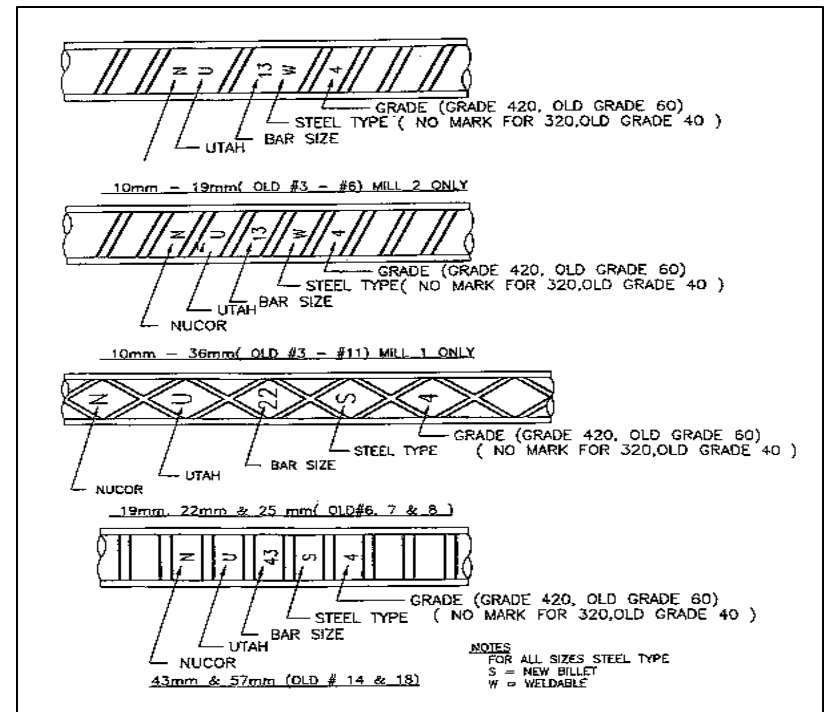 N U 13 W 4
GRADE (GRADE 420, OLD GRADE 60)
STEEL TYPE ( NO MARK FOR 320,OLD GRADE 40 )
BAR SIZE
UTAH
10mm - 19mm( OLD #3 - #6) MILL 2 ONLY
N U 13 W 4
GRADE (GRADE 420, OLD GRADE 60)
STEEL TYPE( NO MARK FOR 320,OLD GRADE 40 )
UTAH BAR SIZE
NUCOR
10mm - 36mm( OLD #3 - #11) MILL 1 ONLY
N U 22 S 4
GRADE (GRADE 420, OLD GRADE 60)
STEEL TYPE ( NO MARK FOR 320,OLD GRADE 40 )
BAR SIZE
UTAH
NUCOR
19mm, 22mm & 25 mm( OLD#6, 7 & 8 )
N U 43 S 4
GRADE (GRADE 420, OLD GRADE 60)
STEEL TYPE ( NO MARK FOR 320,OLD GRADE 40 )
BAR SIZE
UTAH
NUCOR
43mm & 57mm (OLD # 14 & 18)
NOTES
FOR ALL SIZES STEEL TYPE
S = NEW BILLET
W = WELDABLE